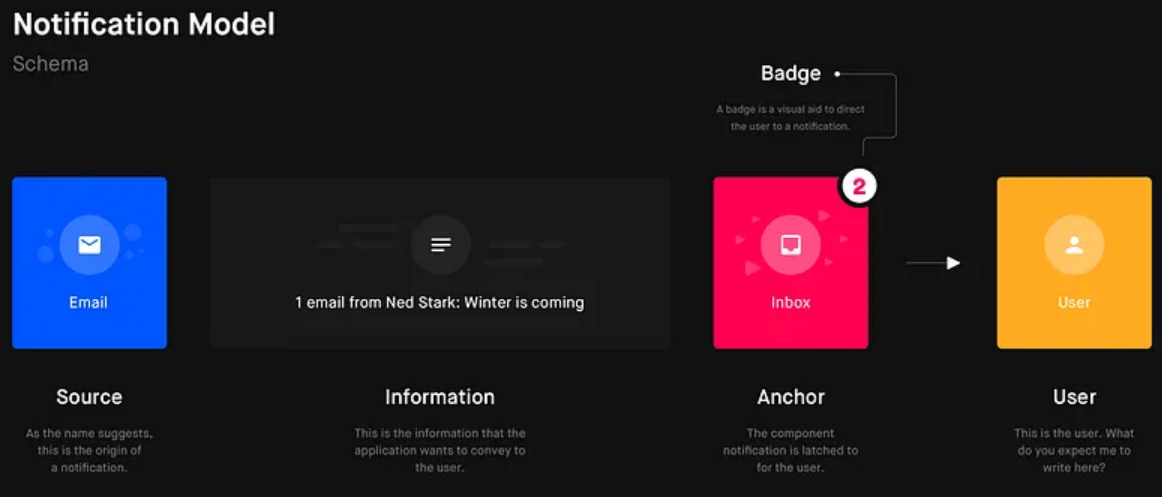 Notification Model
Schema
Badge
A badge is a visual aid to direct
the user to a notification.
2
Email
1 email from Ned Stark: Winter is coming
Inbox
User
Source
As the name suggests,
this is the origin of
a notification.
Information
This is the information that the
application wants to convey to
the user.
Anchor
The component
notification is latched to
for the user.
User
This is the user. What
do you expect me to
write here?